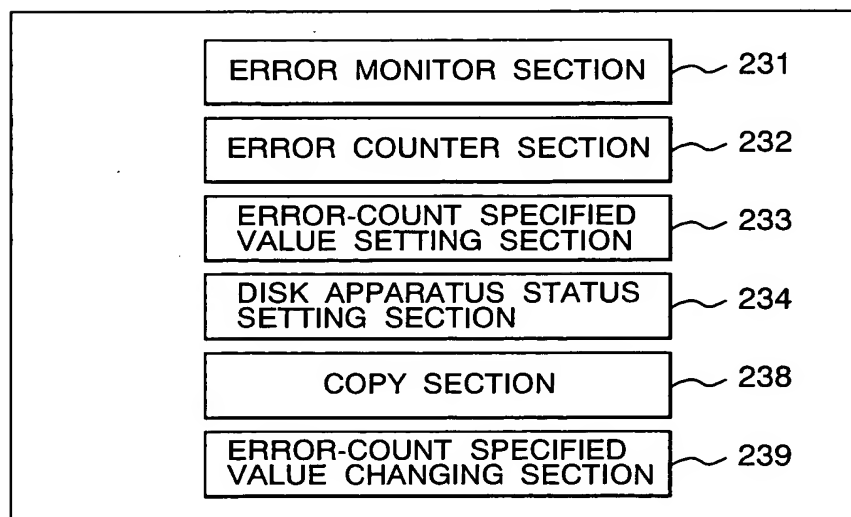 ERROR MONITOR SECTION 231
ERROR COUNTER SECTION 232
ERROR-COUNT SPECIFIED
VALUE SETTING SECTION 233
DISK APPARATUS STATUS
SETTING SECTION 234
COPY SECTION 238
ERROR-COUNT SPECIFIED
VALUE CHANGING SECTION 239